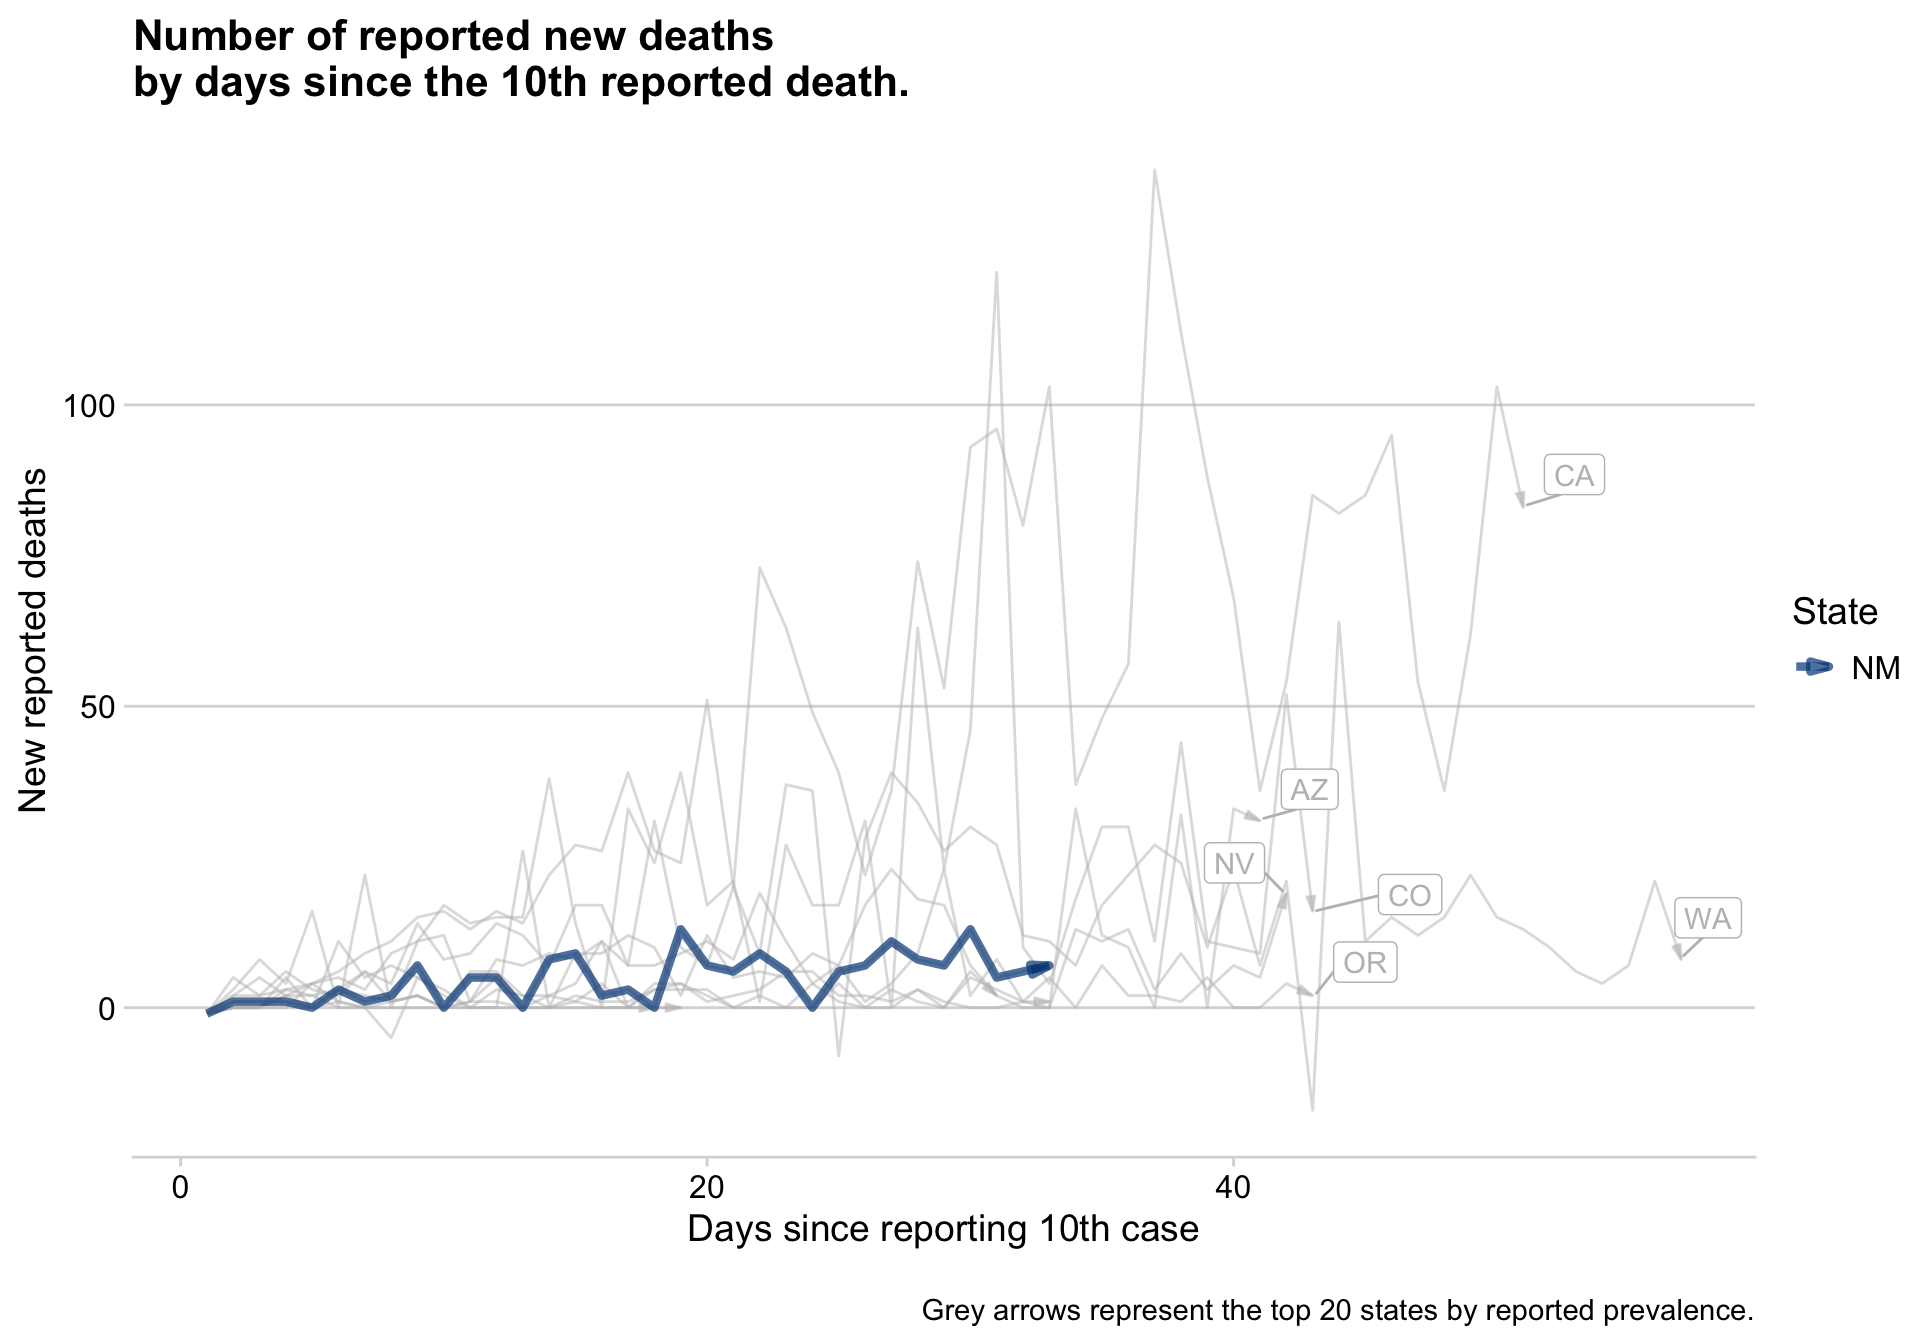 Number of reported new deaths
by days since the 10th reported death.
New reported deaths
100
50
0
CA
AZ
NV
CO
WA
OR
State
NM
0
20
40
Days since reporting 10th case
Grey arrows represent the top 20 states by reported prevalence.